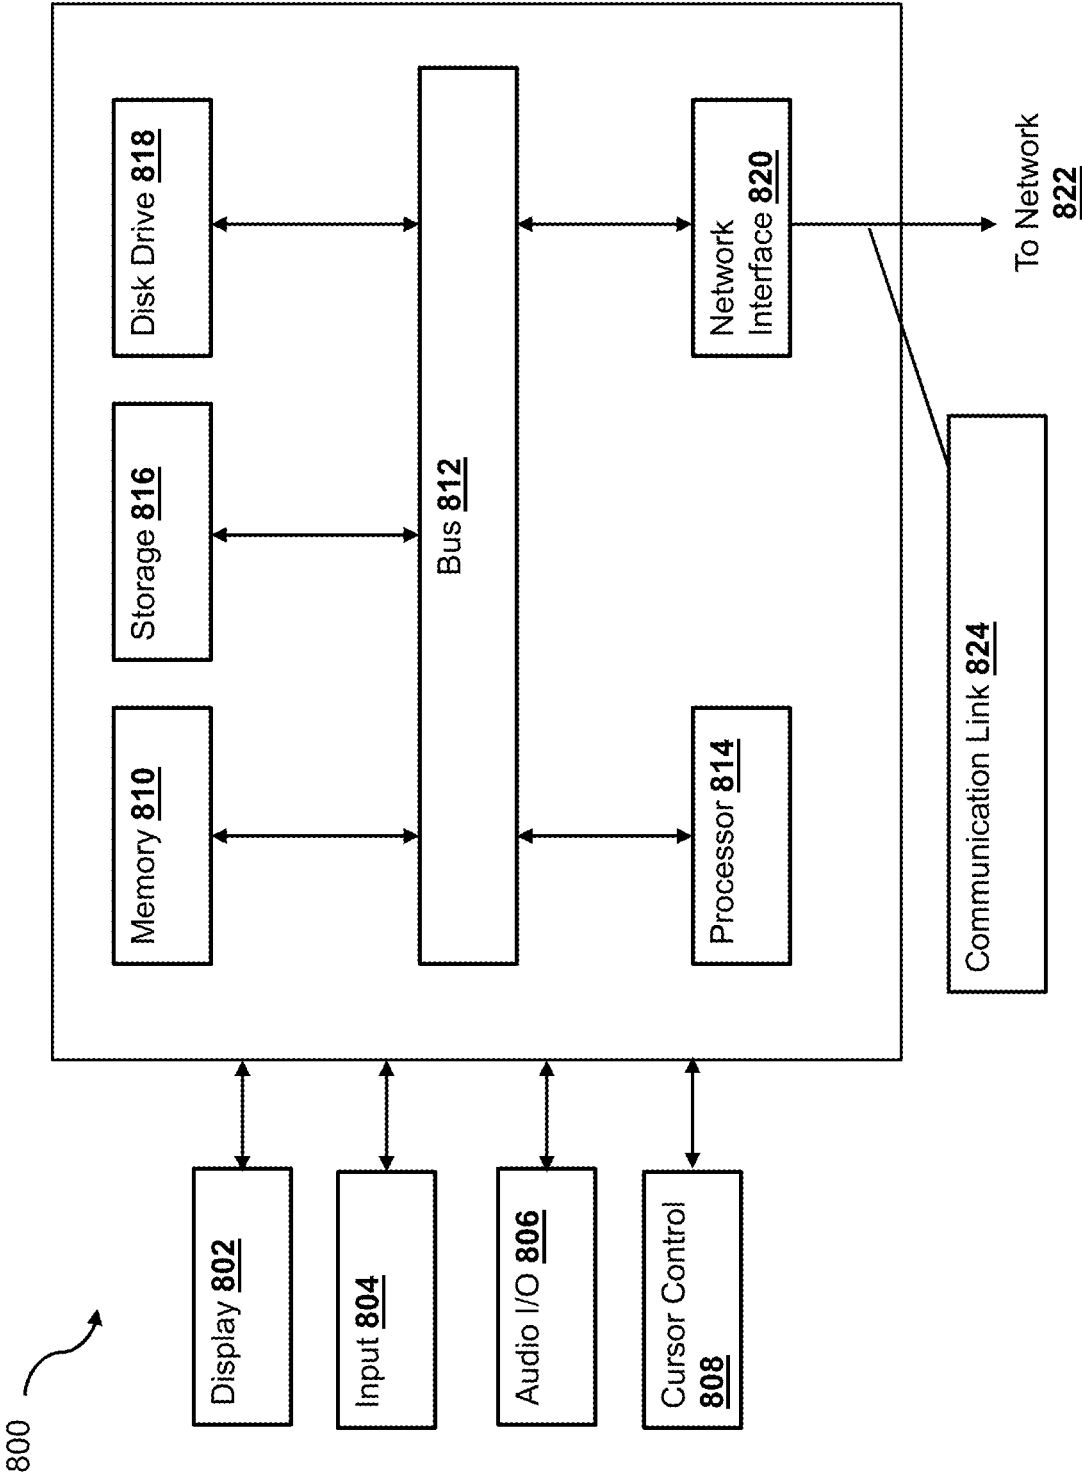 800
Display 802
Input 804
Audio I/O 806
Cursor Control
808
Memory 810
Storage 816
Disk Drive 818
Bus 812
Processor 814
Network
Interface 820
Communication Link 824
To Network
822